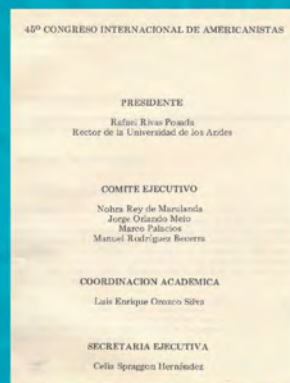 45º CONGRESO INTERNACIONAL DE AMERICANISTAS
PRESIDENTE
Rafael Rivas Posada
Rector de la Universidad de los Andes
COMITE EJECUTIVO
Nohra Rey de Marulanda
Jorge Orlando Melo
Marco Palacios
Manuel Rodríguez Becerra
COORDINACION ACADEMICA
Luis Enrique Orozco Silva
SECRETARIA EJECUTIVA
Celia Spraggon Hernández